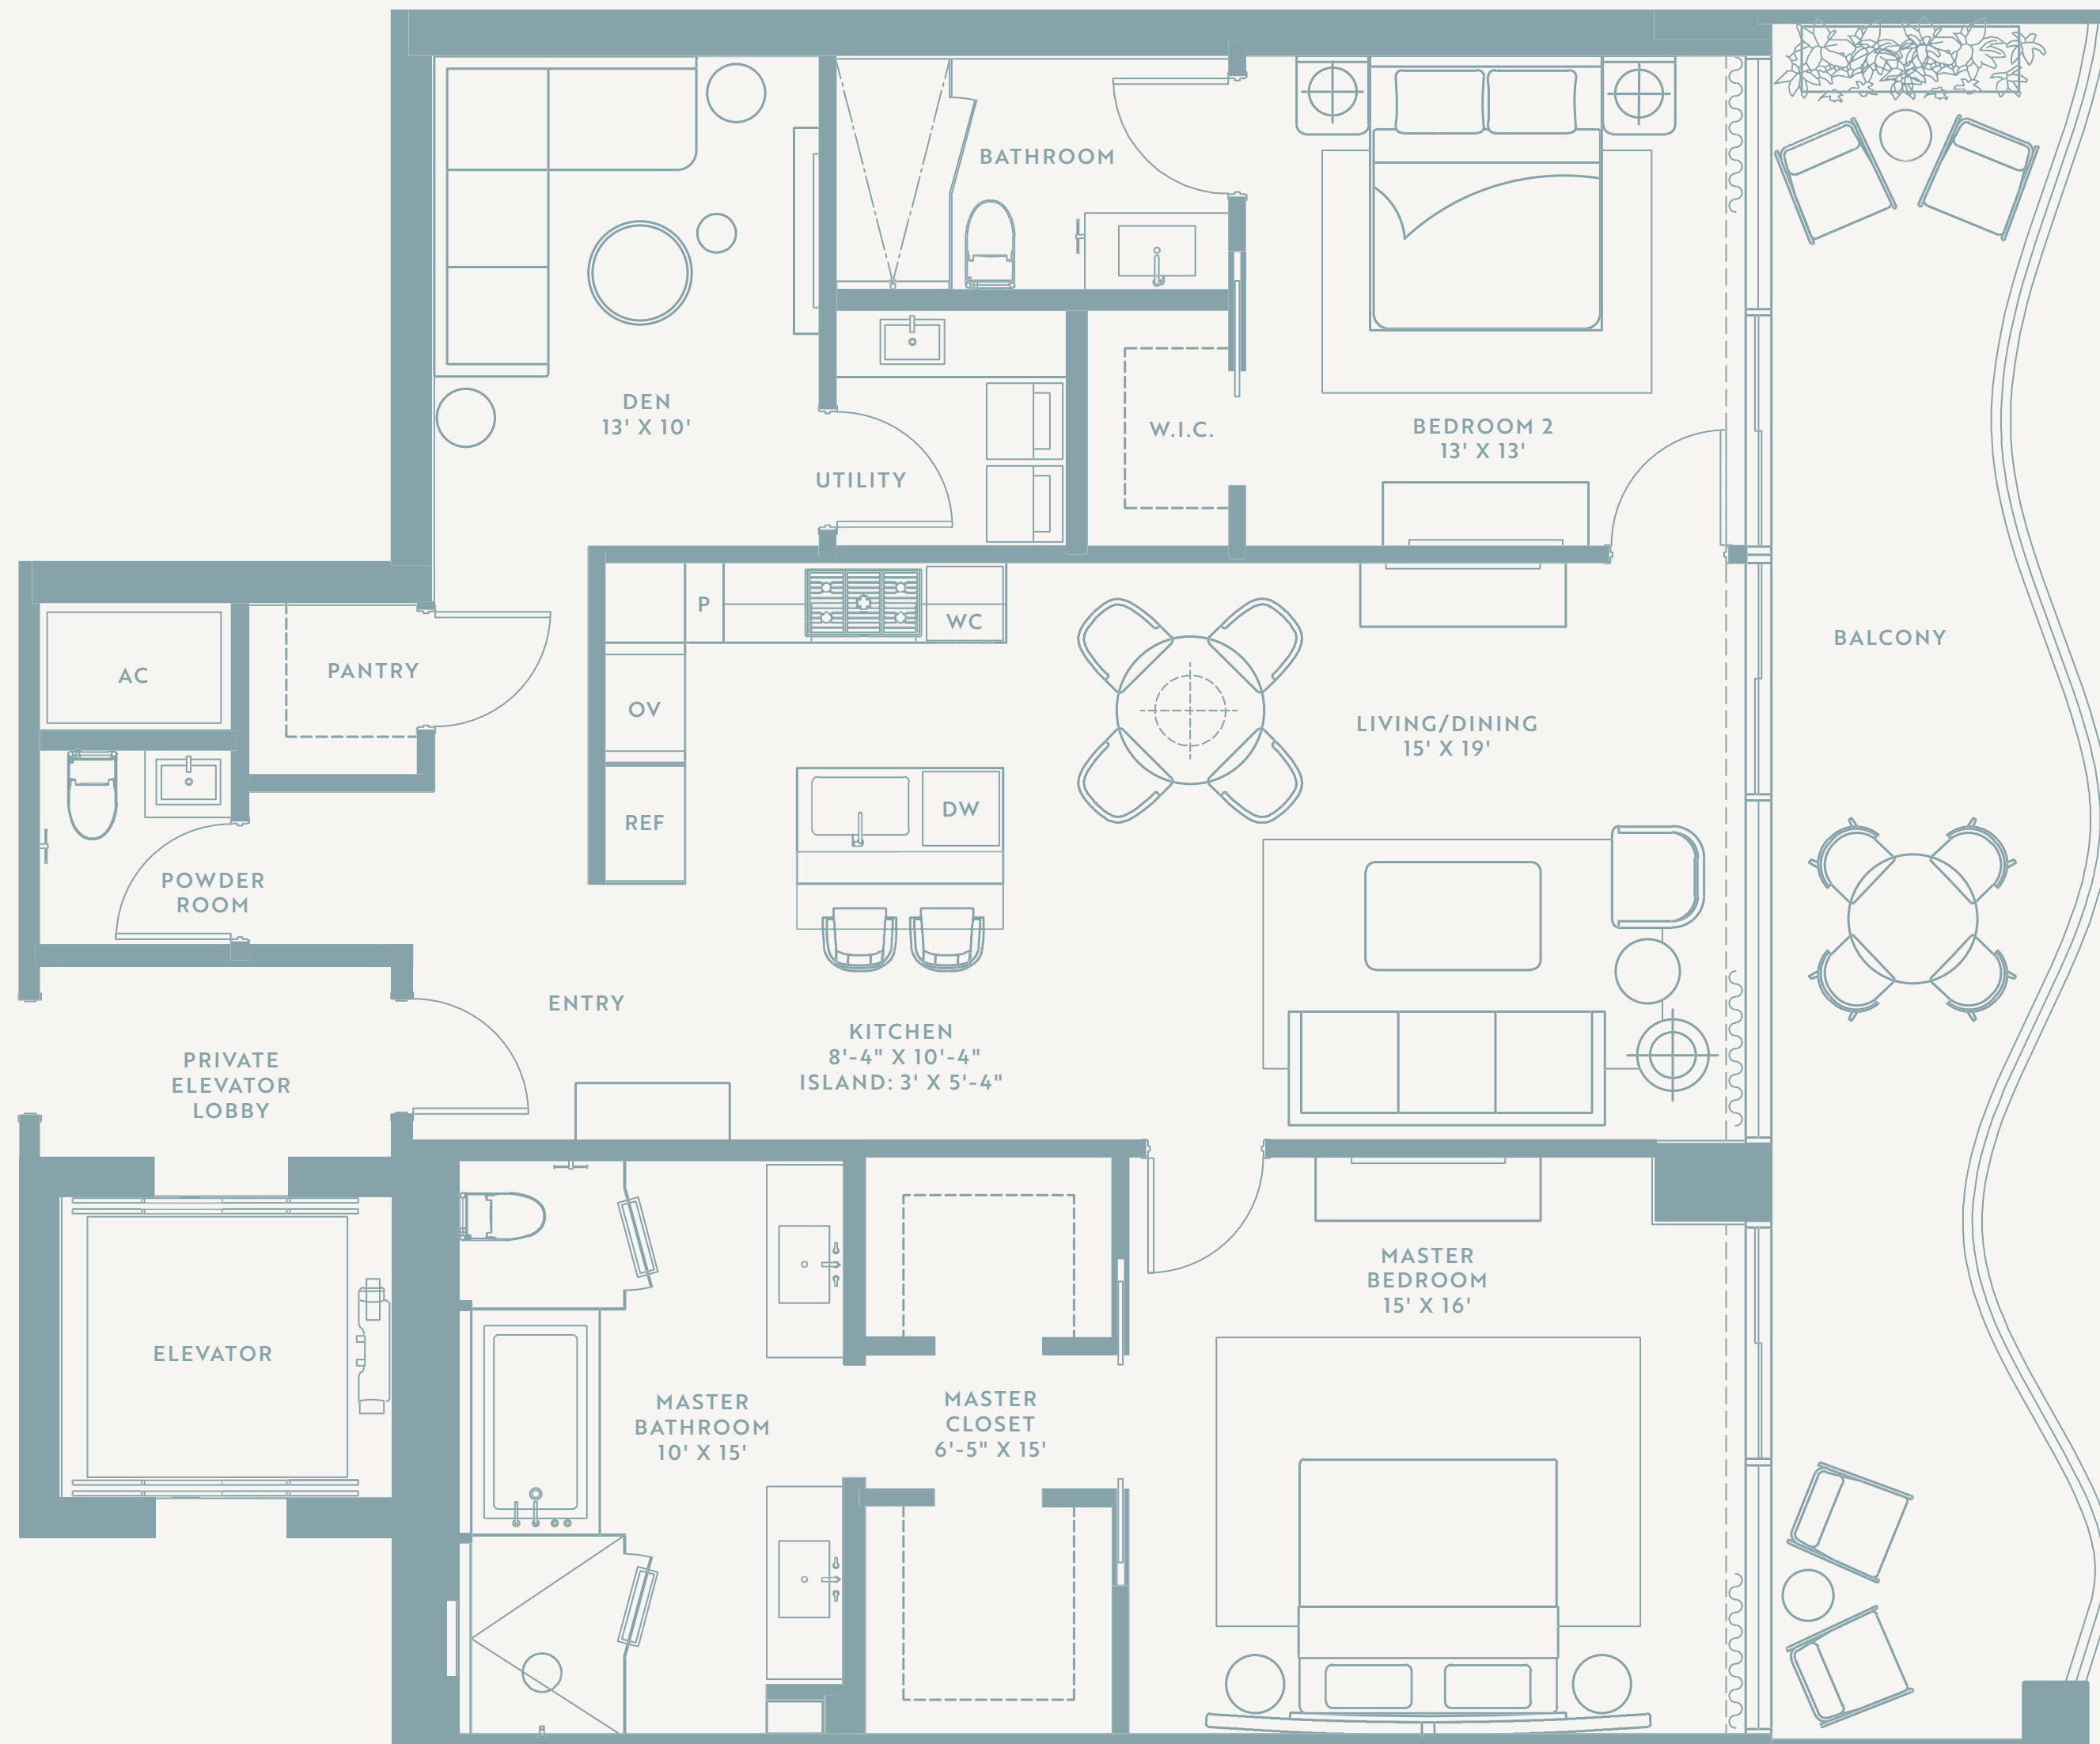 BATHROOM
DEN
13' X 10'
UTILITY
W.I.C.
BEDROOM 2
13' X 13'
AC
PANTRY
P
WC
OV
REF
DW
LIVING/DINING
15' X 19'
BALCONY
POWDER
ROOM
ENTRY
KITCHEN
8'-4" X 10'-4"
ISLAND: 3' X 5'-4"
PRIVATE
ELEVATOR
LOBBY
ELEVATOR
MASTER
BATHROOM
10' X 15'
MASTER
CLOSET
6'-5" X 15'
MASTER
BEDROOM
15' X 16'